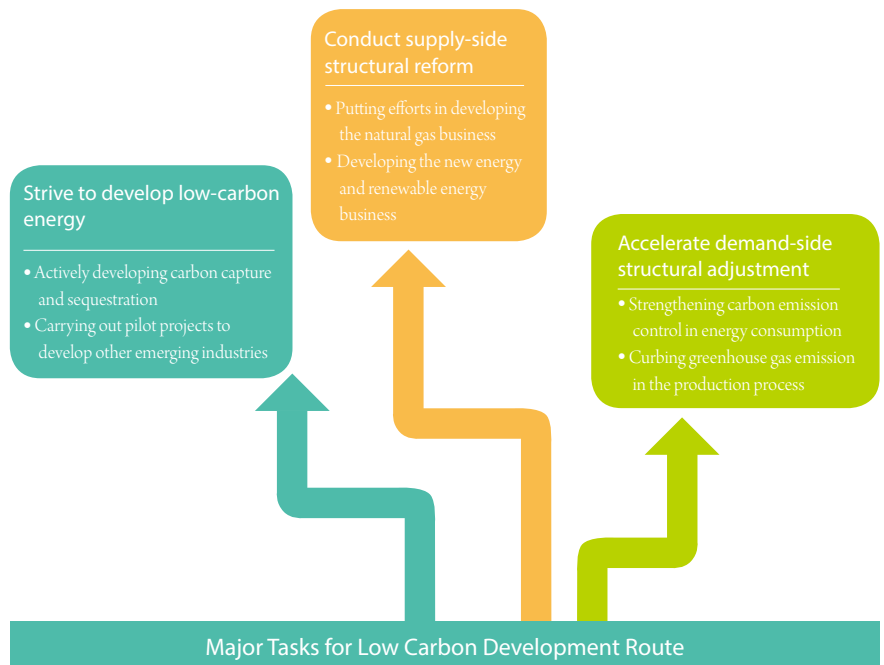 Conduct supply-side
structural reform
• Putting efforts in developing
the natural gas business
• Developing the new energy
and renewable energy
business
Strive to develop low-carbon
energy
• Actively developing carbon capture
and sequestration
• Carrying out pilot projects to
develop other emerging industries
Accelerate demand-side
structural adjustment
• Strengthening carbon emission
control in energy consumption
• Curbing greenhouse gas emission
in the production process
Major Tasks for Low Carbon Development Route